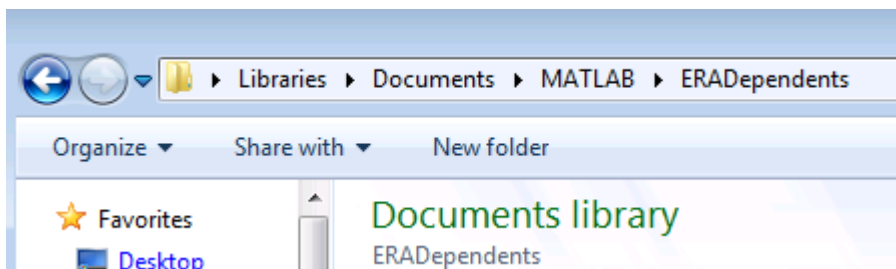 Libraries Documents MATLAB ERADependents
Organize Share with New folder
Favorites Documents library
Desktop ERADependents